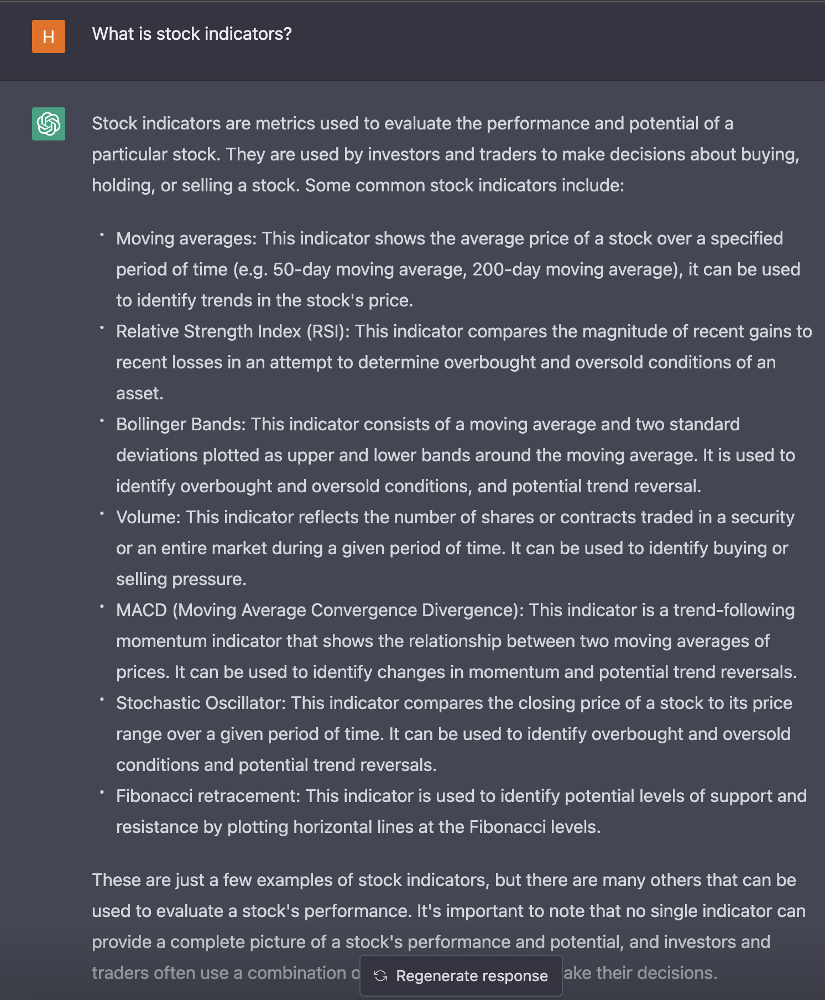 H
What is stock indicators?
Stock indicators are metrics used to evaluate the performance and potential of a
particular stock. They are used by investors and traders to make decisions about buying,
holding, or selling a stock. Some common stock indicators include:
• Moving averages: This indicator shows the average price of a stock over a specified
period of time (e.g. 50-day moving average, 200-day moving average), it can be used
to identify trends in the stock's price.
• Relative Strength Index (RSI): This indicator compares the magnitude of recent gains to
recent losses in an attempt to determine overbought and oversold conditions of an
asset.
• Bollinger Bands: This indicator consists of a moving average and two standard
deviations plotted as upper and lower bands around the moving average. It is used to
identify overbought and oversold conditions, and potential trend reversal.
• Volume: This indicator reflects the number of shares or contracts traded in a security
or an entire market during a given period of time. It can be used to identify buying or
selling pressure.
• MACD (Moving Average Convergence Divergence): This indicator is a trend-following
momentum indicator that shows the relationship between two moving averages of
prices. It can be used to identify changes in momentum and potential trend reversals.
• Stochastic Oscillator: This indicator compares the closing price of a stock to its price
range over a given period of time. It can be used to identify overbought and oversold
conditions and potential trend reversals.
• Fibonacci retracement: This indicator is used to identify potential levels of support and
resistance by plotting horizontal lines at the Fibonacci levels.
These are just a few examples of stock indicators, but there are many others that can be
used to evaluate a stock's performance. It's important to note that no single indicator can
provide a complete picture of a stock's performance and potential, and investors and
traders often use a combination their decisions.
Regenerate response